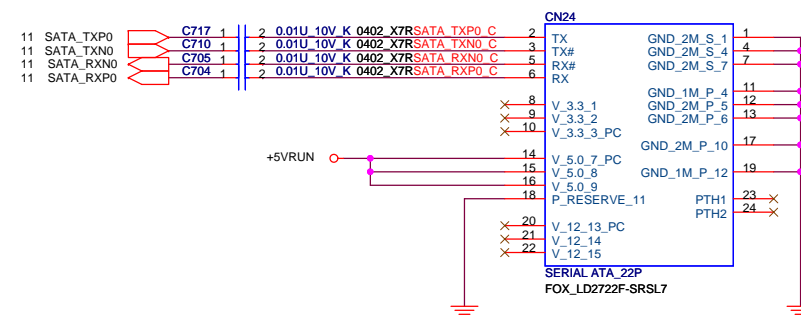 CN24
11 SATA_TXP0 C717 1 2 0.01U_10V_K 0402_X7R SATA_TXP0_C 2 TX GND_2M_S_1 1
11 SATA_TXN0 C710 1 2 0.01U_10V_K 0402_X7R SATA_TXN0_C 3 TX# GND_2M_S_4 4
11 SATA_RXN0 C705 1 2 0.01U_10V_K 0402_X7R SATA_RXN0_C 5 RX# GND_2M_S_7 7
11 SATA_RXP0 C704 1 2 0.01U_10V_K 0402_X7R SATA_RXP0_C 6 RX
8 V_3.3_1 GND_1M_P_4 11
9 V_3.3_2 GND_2M_P_5 12
10 V_3.3_3_PC GND_2M_P_6 13
GND_2M_P_10 17
+5VRUN 14 V_5.0_7_PC
15 V_5.0_8 GND_1M_P_12 19
16 V_5.0_9
18 P_RESERVE_11 PTH1 23
PTH2 24
20 V_12_13_PC
21 V_12_14
22 V_12_15
SERIAL ATA_22P
FOX_LD2722F-SRSL7